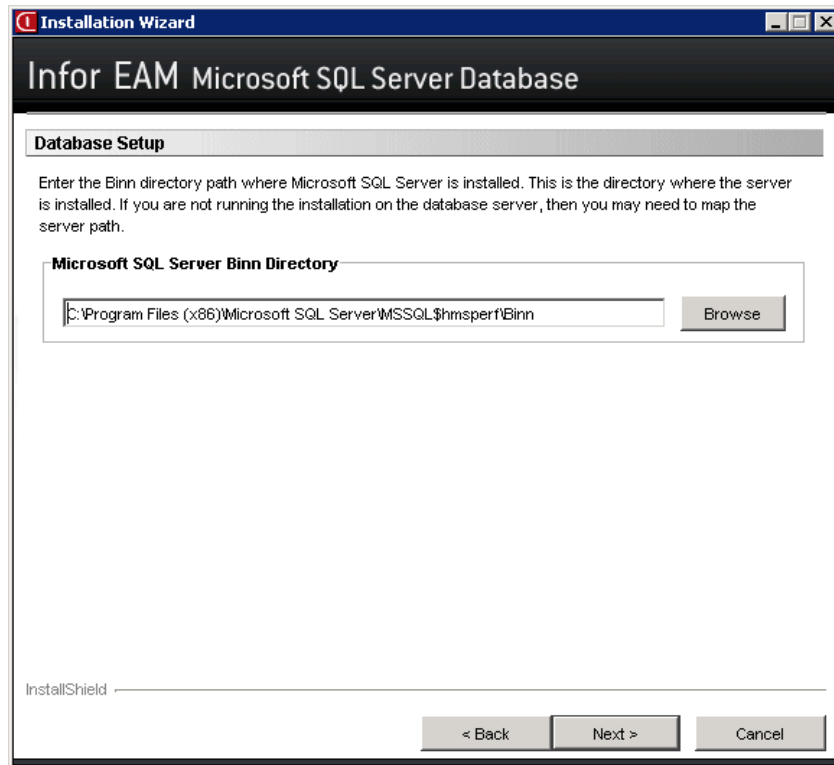 Installation Wizard
Infor EAM Microsoft SQL Server Database
Database Setup
Enter the Binn directory path where Microsoft SQL Server is installed. This is the directory where the server
is installed. If you are not running the installation on the database server, then you may need to map the
server path.
Microsoft SQL Server Binn Directory
C:\Program Files (x86)\Microsoft SQL Server\MSSQL$hmsperf\Binn
Browse
InstallShield
< Back Next > Cancel